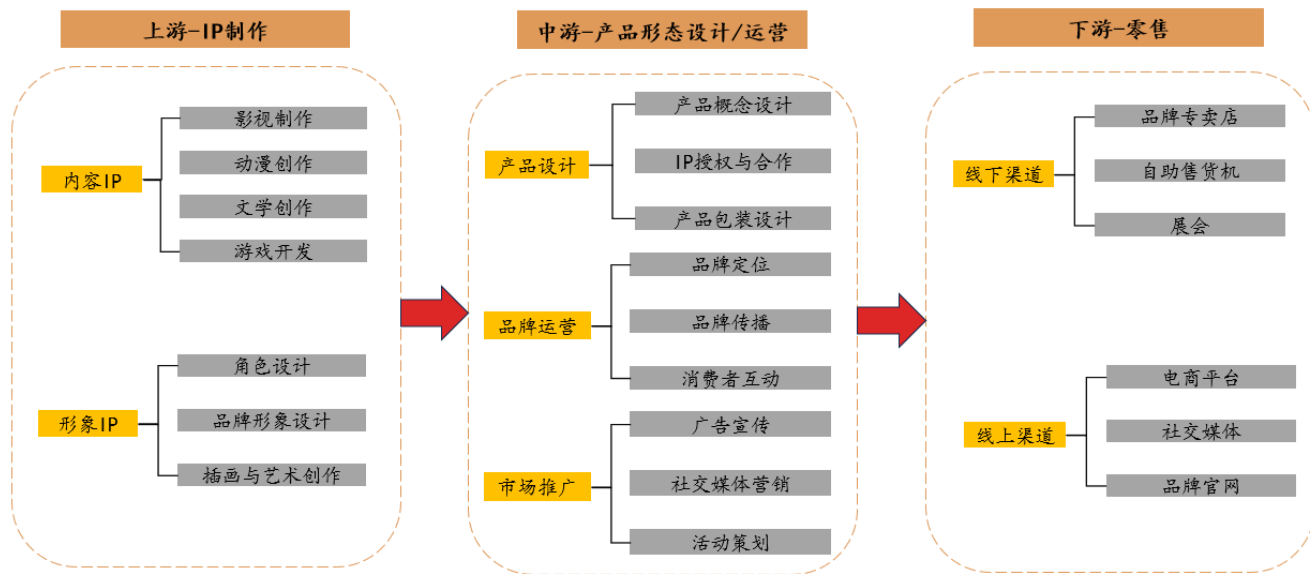 上游-IP制作
内容IP
影视制作
动漫创作
文学创作
游戏开发
形象IP
角色设计
品牌形象设计
插画与艺术创作
中游-产品形态设计/运营
产品设计
产品概念设计
IP授权与合作
产品包装设计
品牌运营
品牌定位
品牌传播
消费者互动
市场推广
广告宣传
社交媒体营销
活动策划
下游-零售
线下渠道
品牌专卖店
自助售货机
展会
线上渠道
电商平台
社交媒体
品牌官网